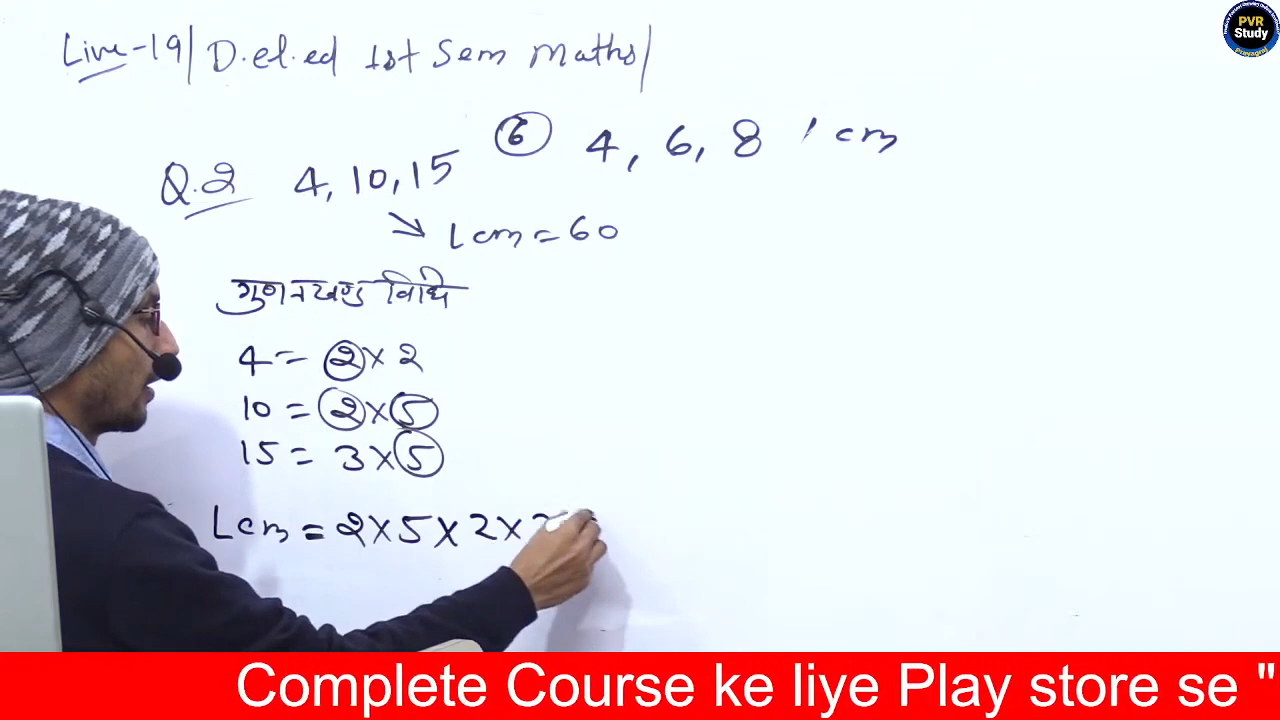 Live-19/ D.el.ed 1st Sem Maths/
⑥ 4, 6, 8 , lcm
Q.2 4, 10, 15
↘ Lcm = 60
गुणनखण्ड विधि
4 = 2 × 2
10 = 2 × 5
15 = 3 × 5
Lcm = 2 × 5 × 2 ×
PVR
Study
Prayagraj
Complete Course ke liye Play store se "